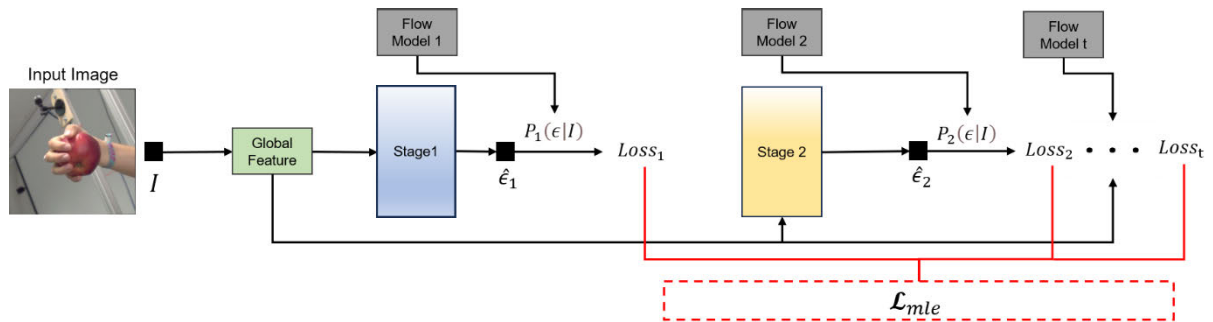 Flow
Model 1
Flow
Model 2
Flow
Model t
Input Image
I
Global
Feature
Stage1
P₁(ϵ|I)
ϵ̂₁
Loss₁
Stage 2
P₂(ϵ|I)
ϵ̂₂
Loss₂
• • •
Lossₜ
𝓛ₘₗₑ